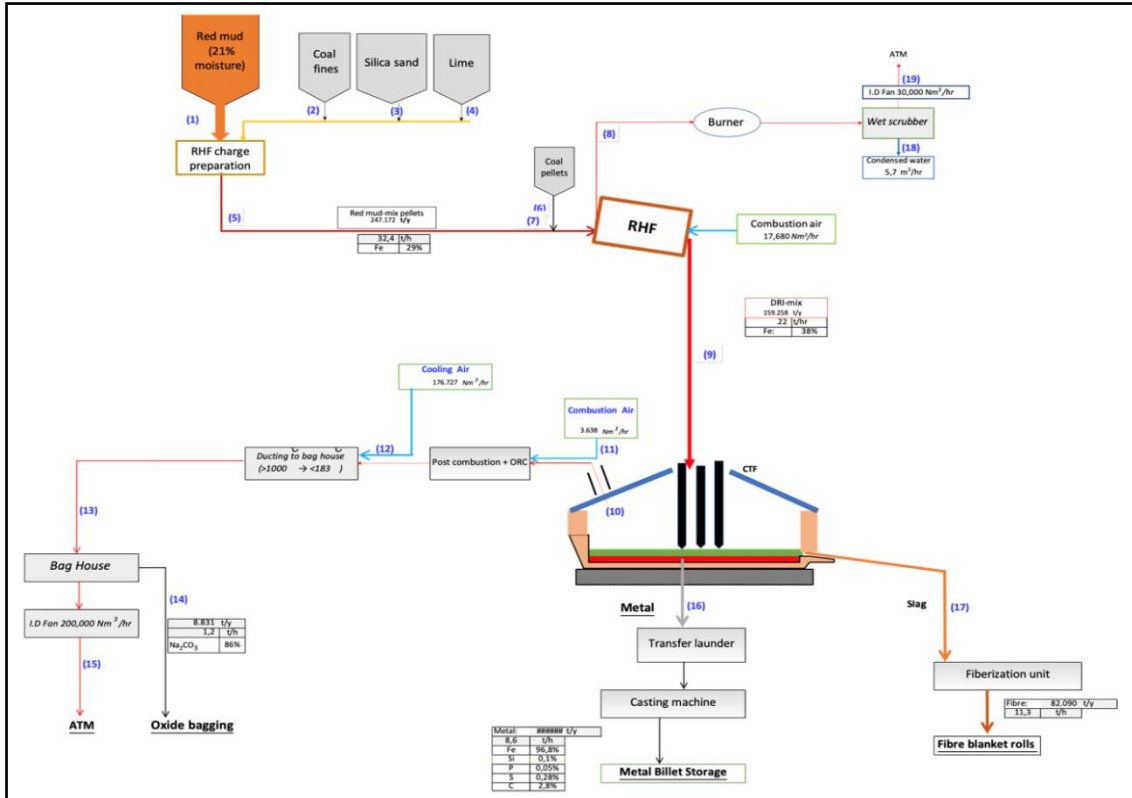 Red mud
(21%
moisture)
Coal
fines
Silica sand
Lime
(1)
(2)
(3)
(4)
RHF charge
preparation
(5)
Red mud-mix pellets
247.172 t/y
32,4 t/h
Fe 29%
Coal
pellets
(6)
(7)
(8)
Burner
ATM
(19)
I.D Fan 30,000 Nm³/hr
Wet scrubber
(18)
Condensed water
5,7 m³/hr
RHF
Combustion air
17,680 Nm³/hr
DRI-mix
159.258 t/y
22 t/hr
Fe: 38%
(9)
Cooling Air
176.727 Nm³/hr
Combustion Air
3.638 Nm³/hr
(11)
(12)
Ducting to bag house
(>1000 → <183 )
Post combustion + ORC
(10)
CTF
(13)
Bag House
(14)
I.D Fan 200,000 Nm³/hr
8.831 t/y
1,2 t/h
Na₂CO₃ 86%
(15)
ATM
Oxide bagging
Metal
(16)
Transfer launder
Casting machine
Metal: ###### t/y
8,6 t/h
Fe 96,8%
Si 0,1%
P 0,05%
S 0,28%
C 2,8%
Metal Billet Storage
Slag
(17)
Fiberization unit
Fibre: 82.090 t/y
11,3 t/h
Fibre blanket rolls